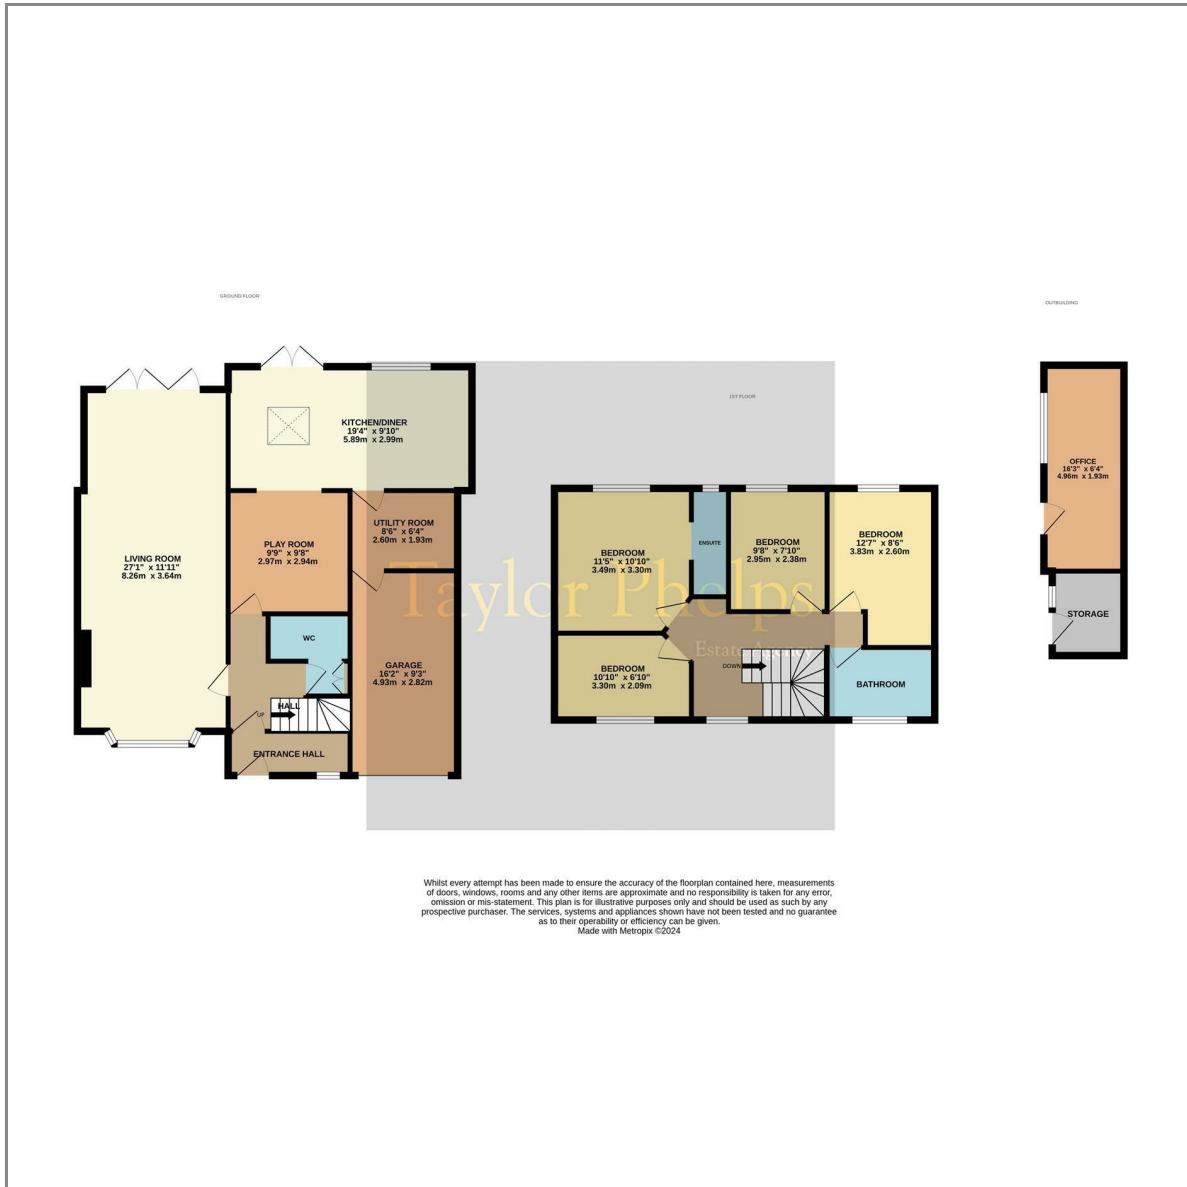 GROUND FLOOR
KITCHEN/DINER
19'4" x 9'10"
5.89m x 2.99m
LIVING ROOM
27'1" x 11'11"
8.26m x 3.64m
PLAY ROOM
9'9" x 9'8"
2.97m x 2.94m
UTILITY ROOM
8'6" x 6'4"
2.60m x 1.93m
WC
GARAGE
16'2" x 9'3"
4.93m x 2.82m
HALL
UP
ENTRANCE HALL
1ST FLOOR
BEDROOM
11'5" x 10'10"
3.49m x 3.30m
ENSUITE
BEDROOM
9'8" x 7'10"
2.95m x 2.38m
BEDROOM
12'7" x 8'6"
3.83m x 2.60m
BEDROOM
10'10" x 6'10"
3.30m x 2.09m
DOWN
BATHROOM
Taylor Phelps
Estate Agency
OUTBUILDING
OFFICE
16'3" x 6'4"
4.96m x 1.93m
STORAGE
Whilst every attempt has been made to ensure the accuracy of the floorplan contained here, measurements
of doors, windows, rooms and any other items are approximate and no responsibility is taken for any error,
omission or mis-statement. This plan is for illustrative purposes only and should be used as such by any
prospective purchaser. The services, systems and appliances shown have not been tested and no guarantee
as to their operability or efficiency can be given.
Made with Metropix ©2024